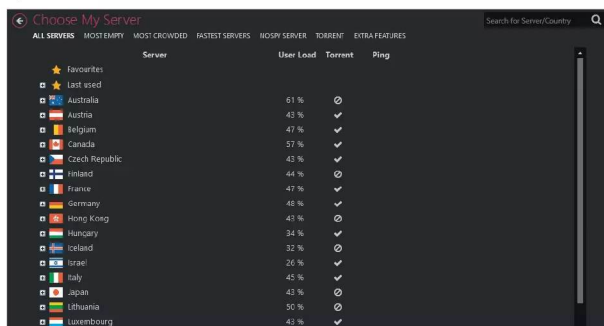 Choose My Server
Search for Server/Country
ALL SERVERS MOST EMPTY MOST CROWDED FASTEST SERVERS NOSPY SERVER TORRENT EXTRA FEATURES
Server User Load Torrent Ping
Favourites
Last used
Australia 61 %
Austria 43 %
Belgium 47 %
Canada 57 %
Czech Republic 43 %
Finland 44 %
France 47 %
Germany 48 %
Hong Kong 43 %
Hungary 34 %
Iceland 32 %
Israel 26 %
Italy 45 %
Japan 43 %
Lithuania 50 %
Luxembourg 43 %